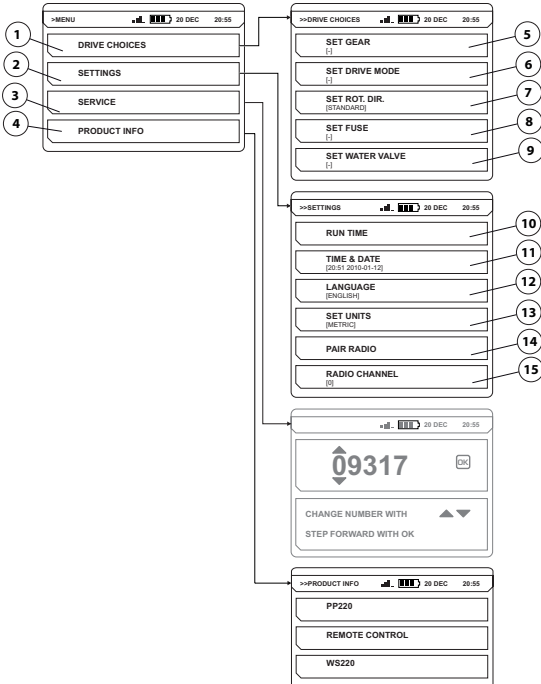 >MENU 20 DEC 20:55
1 DRIVE CHOICES
2 SETTINGS
3 SERVICE
4 PRODUCT INFO
>>DRIVE CHOICES 20 DEC 20:55
SET GEAR 5
[-]
SET DRIVE MODE 6
[-]
SET ROT. DIR. 7
[STANDARD]
SET FUSE 8
[-]
SET WATER VALVE 9
[-]
>>SETTINGS 20 DEC 20:55
RUN TIME 10
TIME & DATE 11
[20:51 2010-01-12]
LANGUAGE 12
[ENGLISH]
SET UNITS 13
[METRIC]
PAIR RADIO 14
RADIO CHANNEL 15
[0]
20 DEC 20:55
09317 OK
CHANGE NUMBER WITH
STEP FORWARD WITH OK
>>PRODUCT INFO 20 DEC 20:55
PP220
REMOTE CONTROL
WS220